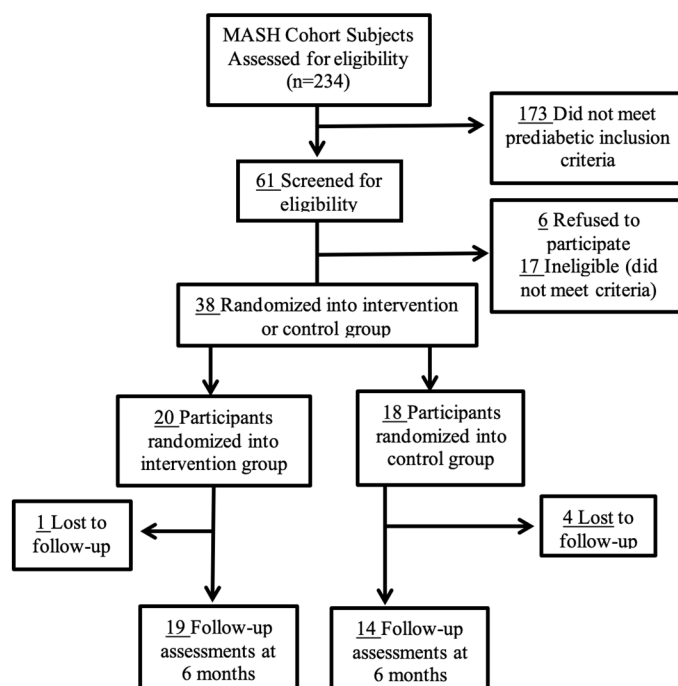 MASH Cohort Subjects
Assessed for eligibility
(n=234)
173 Did not meet
prediabetic inclusion
criteria
61 Screened for
eligibility
6 Refused to
participate
17 Ineligible (did
not meet criteria)
38 Randomized into intervention
or control group
20 Participants
randomized into
intervention group
18 Participants
randomized into
control group
1 Lost to
follow-up
4 Lost to
follow-up
19 Follow-up
assessments at
6 months
14 Follow-up
assessments at
6 months